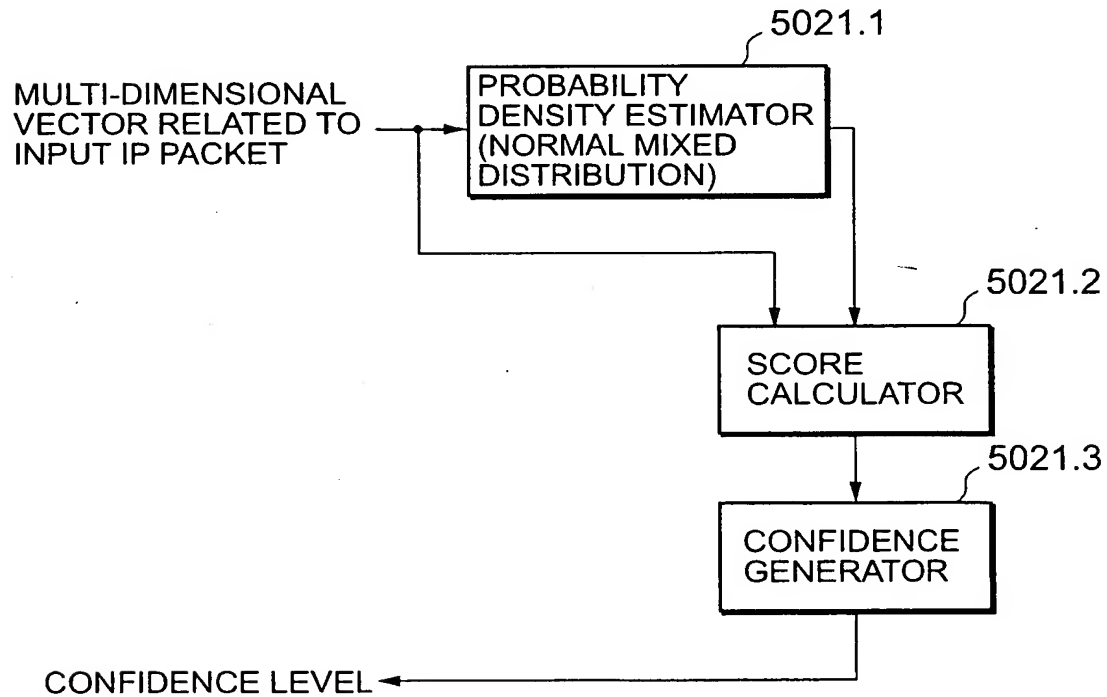 5021.1
MULTI-DIMENSIONAL
VECTOR RELATED TO
INPUT IP PACKET
PROBABILITY
DENSITY ESTIMATOR
(NORMAL MIXED
DISTRIBUTION)
5021.2
SCORE
CALCULATOR
5021.3
CONFIDENCE
GENERATOR
CONFIDENCE LEVEL